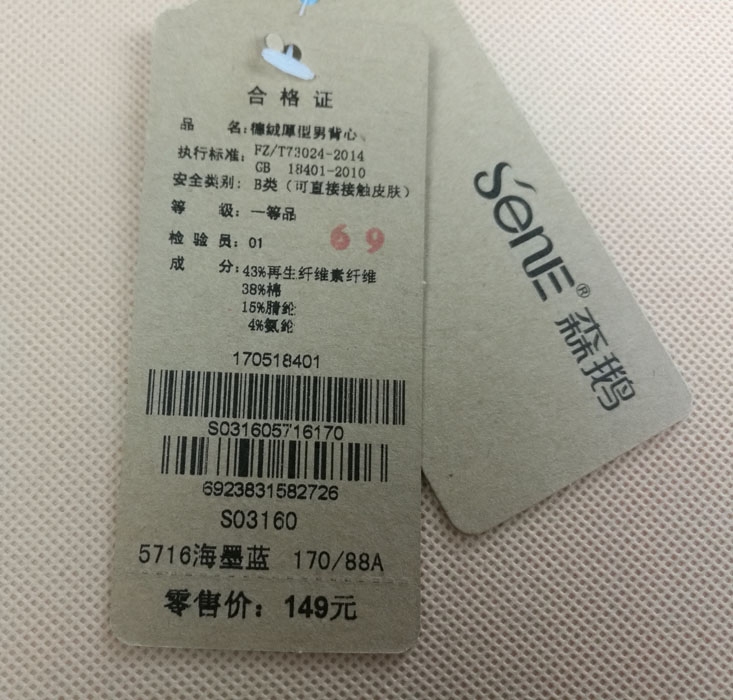 合格证
品 名:德绒厚型男背心
执行标准: FZ/T73024-2014
GB 18401-2010
安全类别: B类(可直接接触皮肤)
等 级: 一等品
检验员: 01
69
成 分: 43%再生纤维素纤维
38%棉
15%腈纶
4%氨纶
170518401
S031605716170
6923831582726
S03160
5716海墨蓝 170/88A
零售价: 149元
SENE®
森鹅